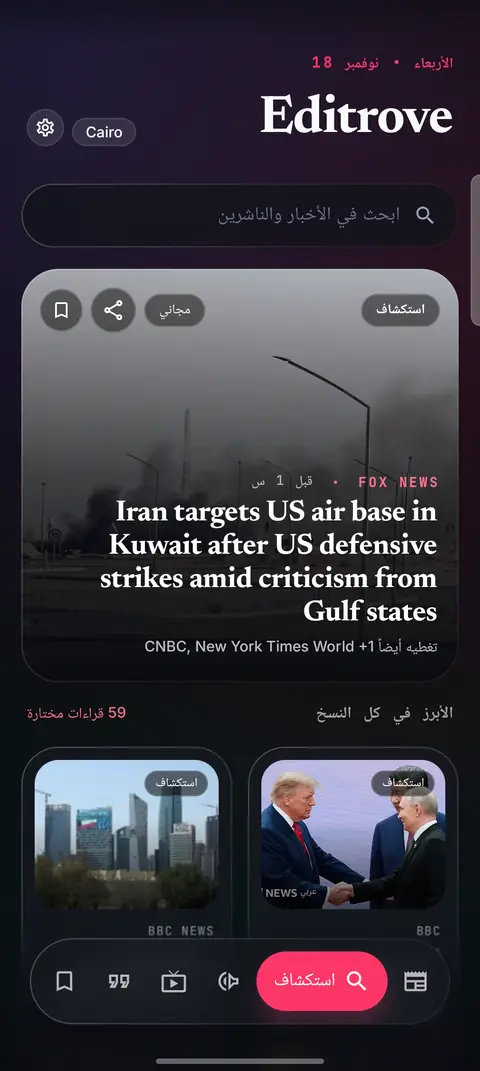 الأربعاء • نوفمبر 18
Editrove
Cairo
ابحث في الأخبار والناشرين
استكشاف
مجاني
FOX NEWS • قبل 1 س
Iran targets US air base in
Kuwait after US defensive
strikes amid criticism from
Gulf states
تغطيه أيضاً CNBC, New York Times World +1
الأبرز في كل النسخ
59 قراءات مختارة
استكشاف
NEWS عربي
BBC
استكشاف
BBC NEWS
استكشاف